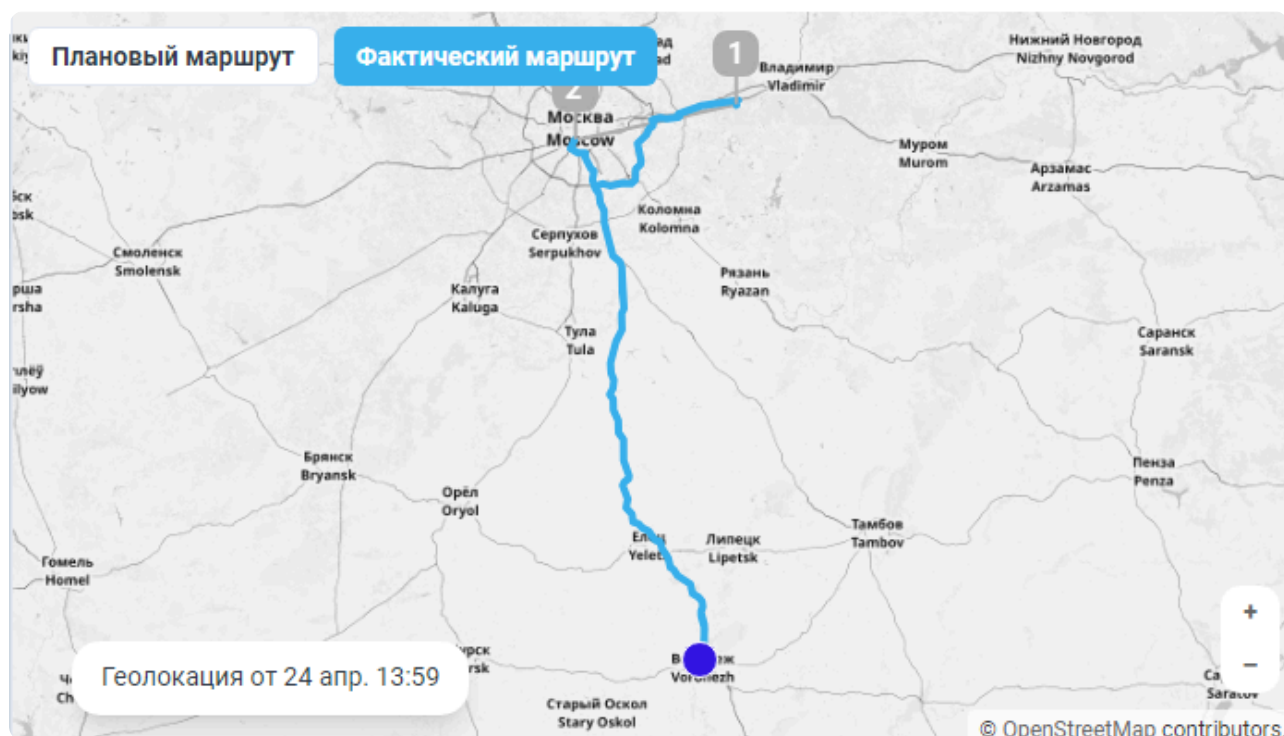 Плановый маршрут
Фактический маршрут
1
2
Владимир
Vladimir
Нижний Новгород
Nizhny Novgorod
Москва
Moscow
Муром
Murom
Арзамас
Arzamas
Коломна
Kolomna
Серпухов
Serpukhov
Смоленск
Smolensk
Рязань
Ryazan
Калуга
Kaluga
Тула
Tula
Саранск
Saransk
Брянск
Bryansk
Пенза
Penza
Орёл
Oryol
Тамбов
Tambov
Липецк
Lipetsk
Гомель
Homel
Геолокация от 24 апр. 13:59
Старый Оскол
Stary Oskol
Saratov
+
−
© OpenStreetMap contributors